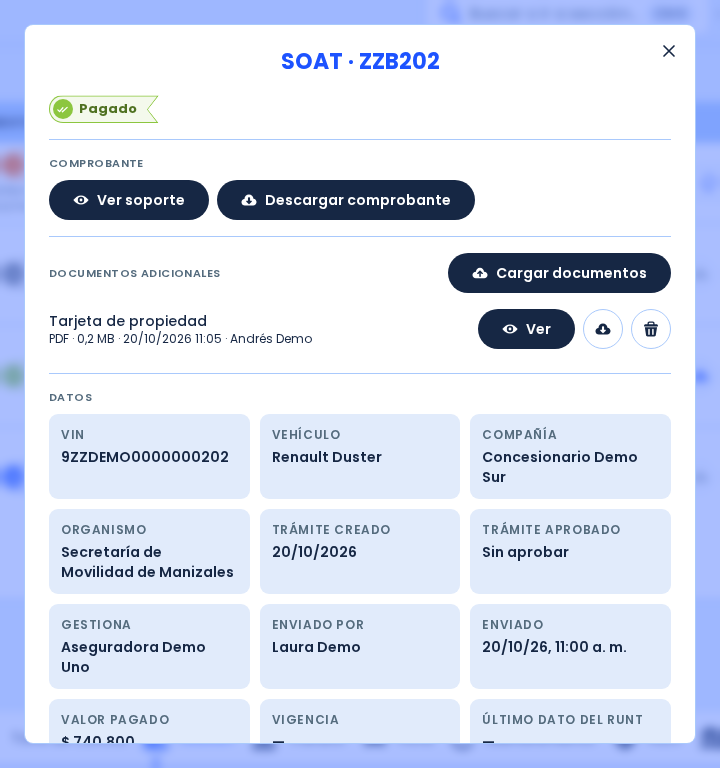 SOAT · ZZB202
Pagado
COMPROBANTE
Ver soporte
Descargar comprobante
DOCUMENTOS ADICIONALES
Cargar documentos
Tarjeta de propiedad
PDF · 0,2 MB · 20/10/2026 11:05 · Andrés Demo
Ver
DATOS
VIN
9ZZDEMO0000000202
VEHÍCULO
Renault Duster
COMPAÑÍA
Concesionario Demo
Sur
ORGANISMO
Secretaría de
Movilidad de Manizales
TRÁMITE CREADO
20/10/2026
TRÁMITE APROBADO
Sin aprobar
GESTIONA
Aseguradora Demo
Uno
ENVIADO POR
Laura Demo
ENVIADO
20/10/26, 11:00 a. m.
VALOR PAGADO
$ 740.800
VIGENCIA
—
ÚLTIMO DATO DEL RUNT
—